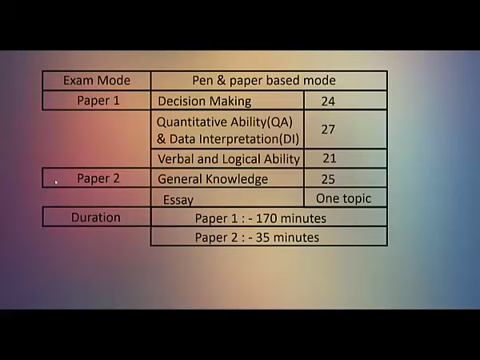 Exam Mode Pen & paper based mode
Paper 1 Decision Making 24
Quantitative Ability(QA)
& Data Interpretation(DI) 27
Verbal and Logical Ability 21
Paper 2 General Knowledge 25
Essay One topic
Duration Paper 1 : - 170 minutes
Paper 2 : - 35 minutes